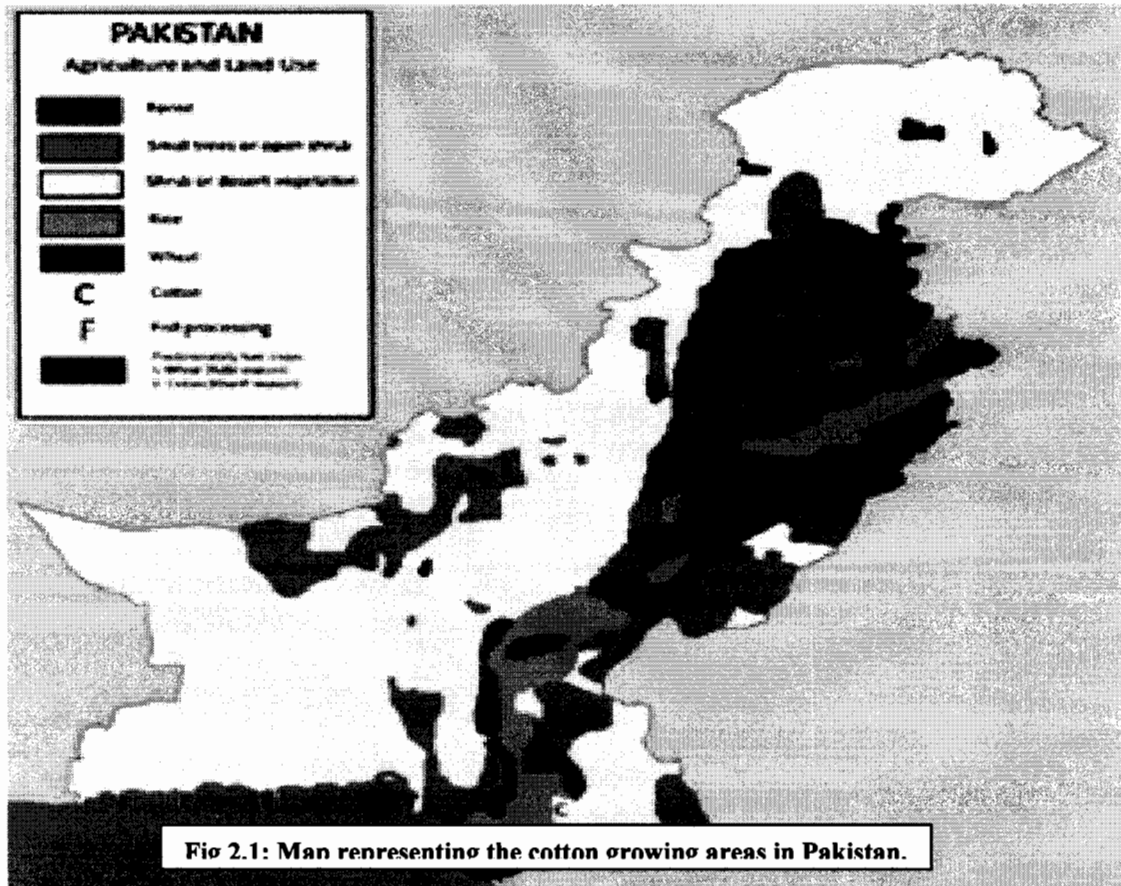 PAKISTAN
Agriculture and Land Use
Forest
Small trees or open shrub
Shrub or desert vegetation
Rice
Wheat
C Cotton
F processing
C
Fig 2.1: Map representing the cotton growing areas in Pakistan.